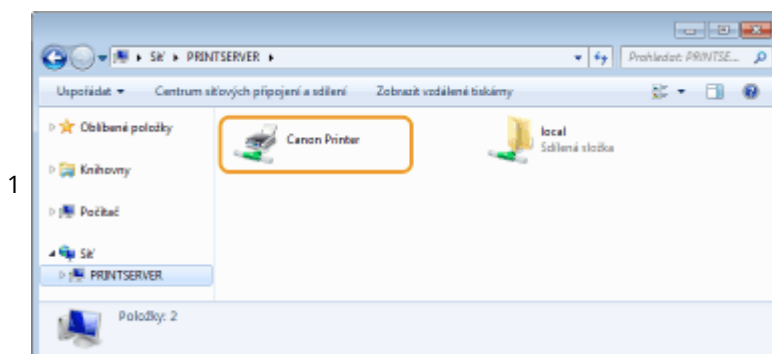 Síť ▸ PRINTSERVER ▸
Prohledat: PRINTSE...
Uspořádat Centrum síťových připojení a sdílení Zobrazit vzdálené tiskárny
Oblíbené položky
Canon Printer
local
Sdílená složka
Knihovny
1
Počítač
Síť
PRINTSERVER
Položky: 2